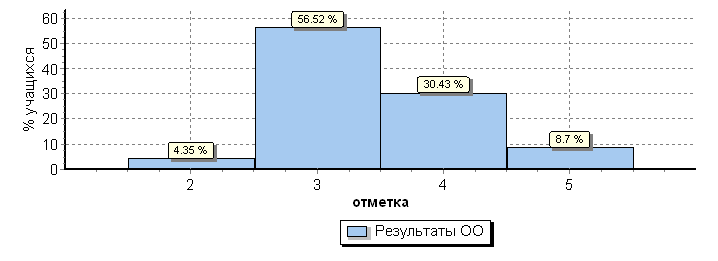 % учащихся
60
50
40
30
20
10
0
56.52 %
30.43 %
8.7 %
4.35 %
2 3 4 5
отметка
Результаты ОО